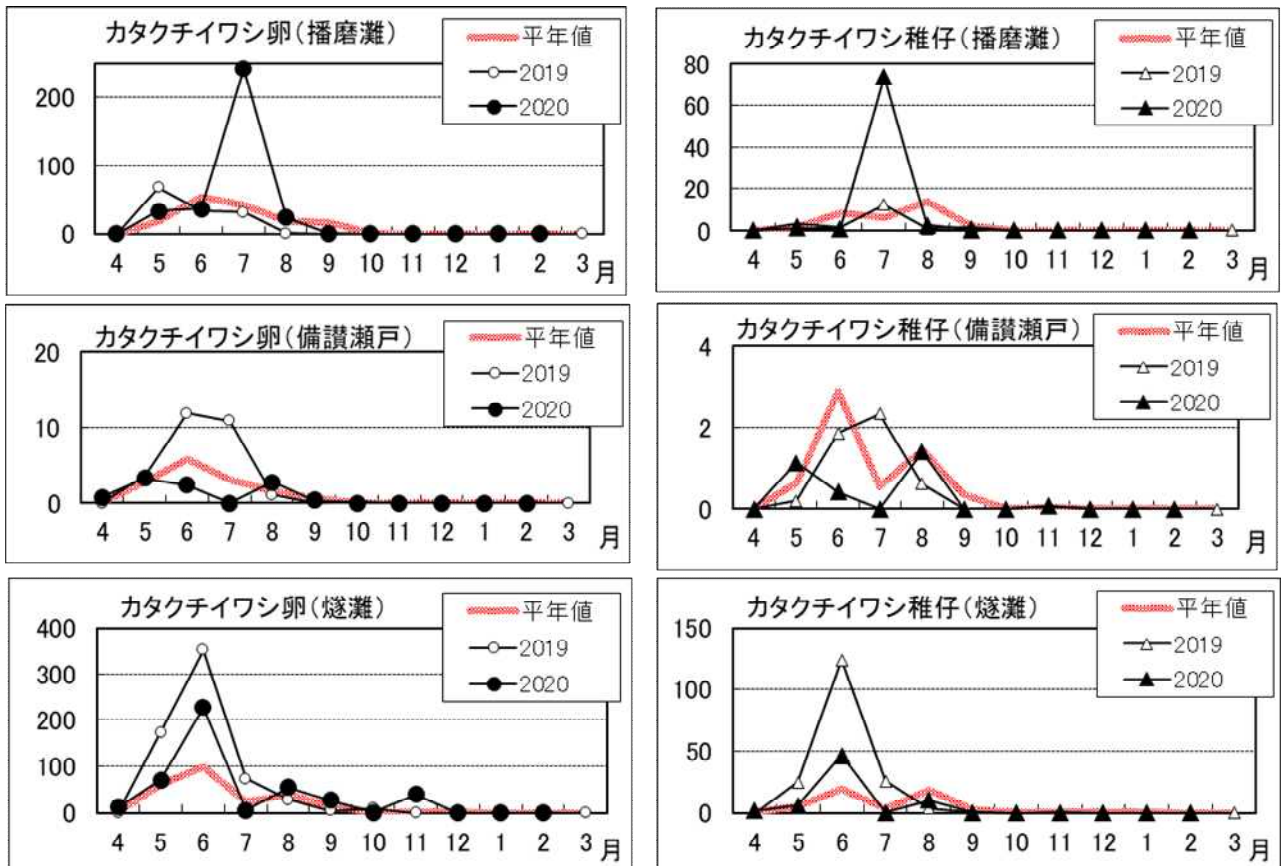 カタクチイワシ卵(播磨灘)
平年値
2019
2020
200
100
0
4 5 6 7 8 9 10 11 12 1 2 3 月
カタクチイワシ稚仔(播磨灘)
平年値
2019
2020
80
60
40
20
0
4 5 6 7 8 9 10 11 12 1 2 3 月
カタクチイワシ卵(備讃瀬戸)
平年値
2019
2020
20
10
0
4 5 6 7 8 9 10 11 12 1 2 3 月
カタクチイワシ稚仔(備讃瀬戸)
平年値
2019
2020
4
2
0
4 5 6 7 8 9 10 11 12 1 2 3 月
カタクチイワシ卵(燧灘)
平年値
2019
2020
400
300
200
100
0
4 5 6 7 8 9 10 11 12 1 2 3 月
カタクチイワシ稚仔(燧灘)
平年値
2019
2020
150
100
50
0
4 5 6 7 8 9 10 11 12 1 2 3 月